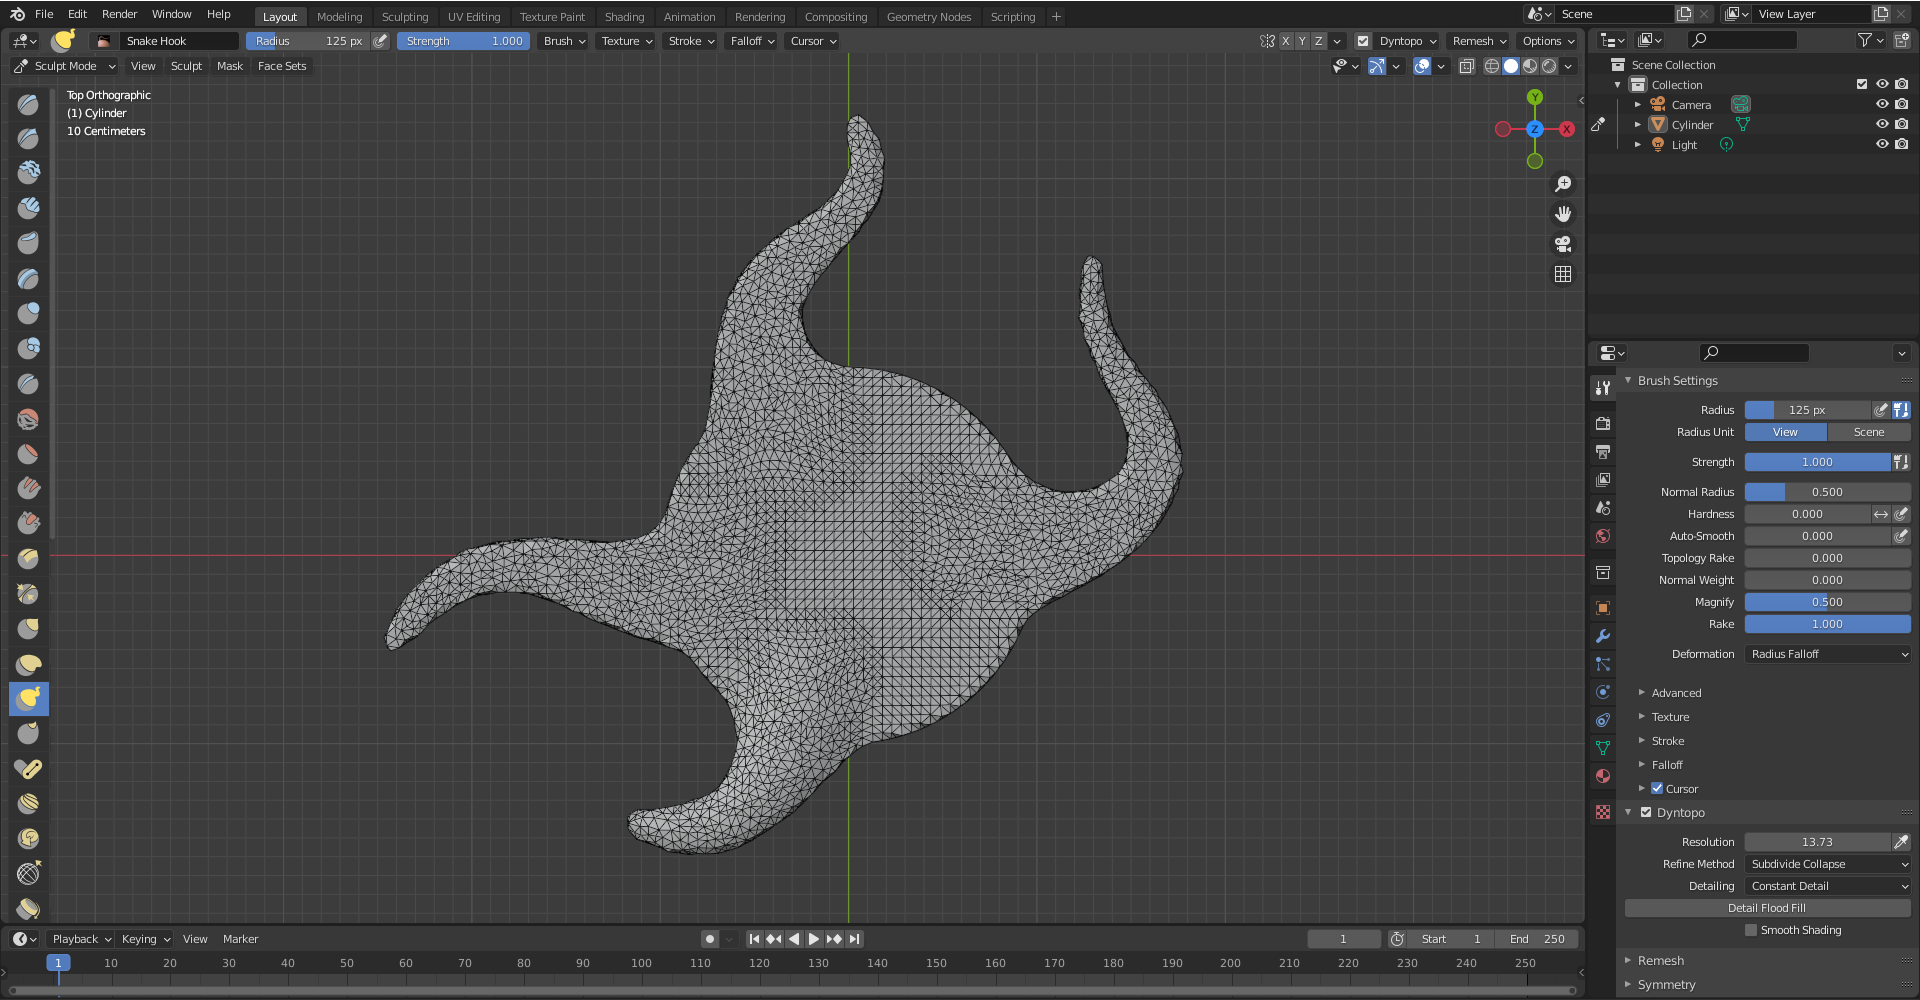 File Edit Render Window Help Layout Modeling Sculpting UV Editing Texture Paint Shading Animation Rendering Compositing Geometry Nodes Scripting + Scene View Layer
Snake Hook Radius 125 px Strength 1.000 Brush Texture Stroke Falloff Cursor X Y Z Dyntopo Remesh Options
Sculpt Mode View Sculpt Mask Face Sets
Top Orthographic
(1) Cylinder
10 Centimeters
Y
Z X
Scene Collection
Collection
Camera
Cylinder
Light
Brush Settings
Radius 125 px
Radius Unit View Scene
Strength 1.000
Normal Radius 0.500
Hardness 0.000
Auto-Smooth 0.000
Topology Rake 0.000
Normal Weight 0.000
Magnify 0.500
Rake 1.000
Deformation Radius Falloff
Advanced
Texture
Stroke
Falloff
Cursor
Dyntopo
Resolution 13.73
Refine Method Subdivide Collapse
Detailing Constant Detail
Detail Flood Fill
Smooth Shading
Remesh
Symmetry
Playback Keying View Marker 1 Start 1 End 250
1 10 20 30 40 50 60 70 80 90 100 110 120 130 140 150 160 170 180 190 200 210 220 230 240 250